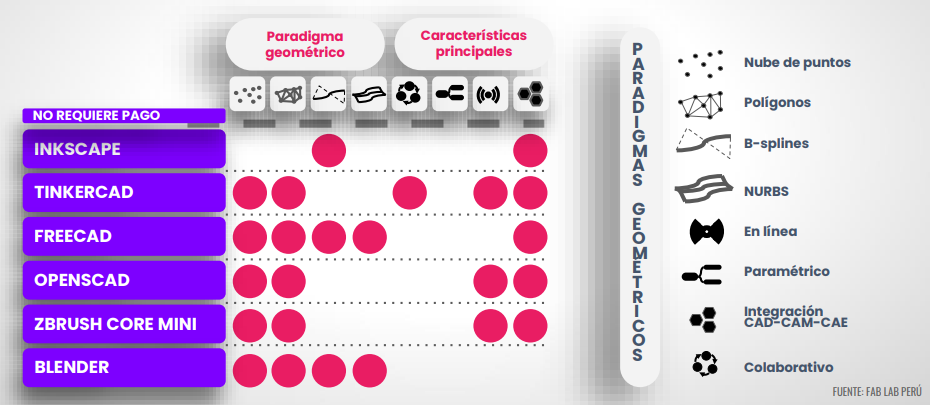 Paradigma
geométrico
Características
principales
NO REQUIERE PAGO
INKSCAPE
TINKERCAD
FREECAD
OPENSCAD
ZBRUSH CORE MINI
BLENDER
PARADIGMAS GEOMÉTRICOS
Nube de puntos
Polígonos
B-splines
NURBS
En línea
Paramétrico
Integración
CAD-CAM-CAE
Colaborativo
FUENTE: FAB LAB PERÚ